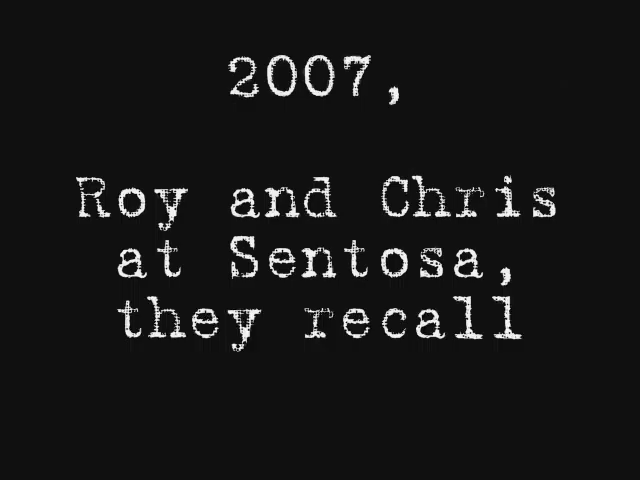 2007,
Roy and Chris
at Sentosa,
they recall